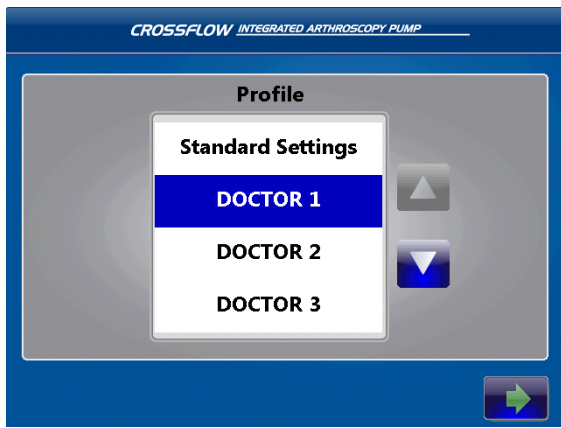 CROSSFLOW INTEGRATED ARTHROSCOPY PUMP
Profile
Standard Settings
DOCTOR 1
DOCTOR 2
DOCTOR 3